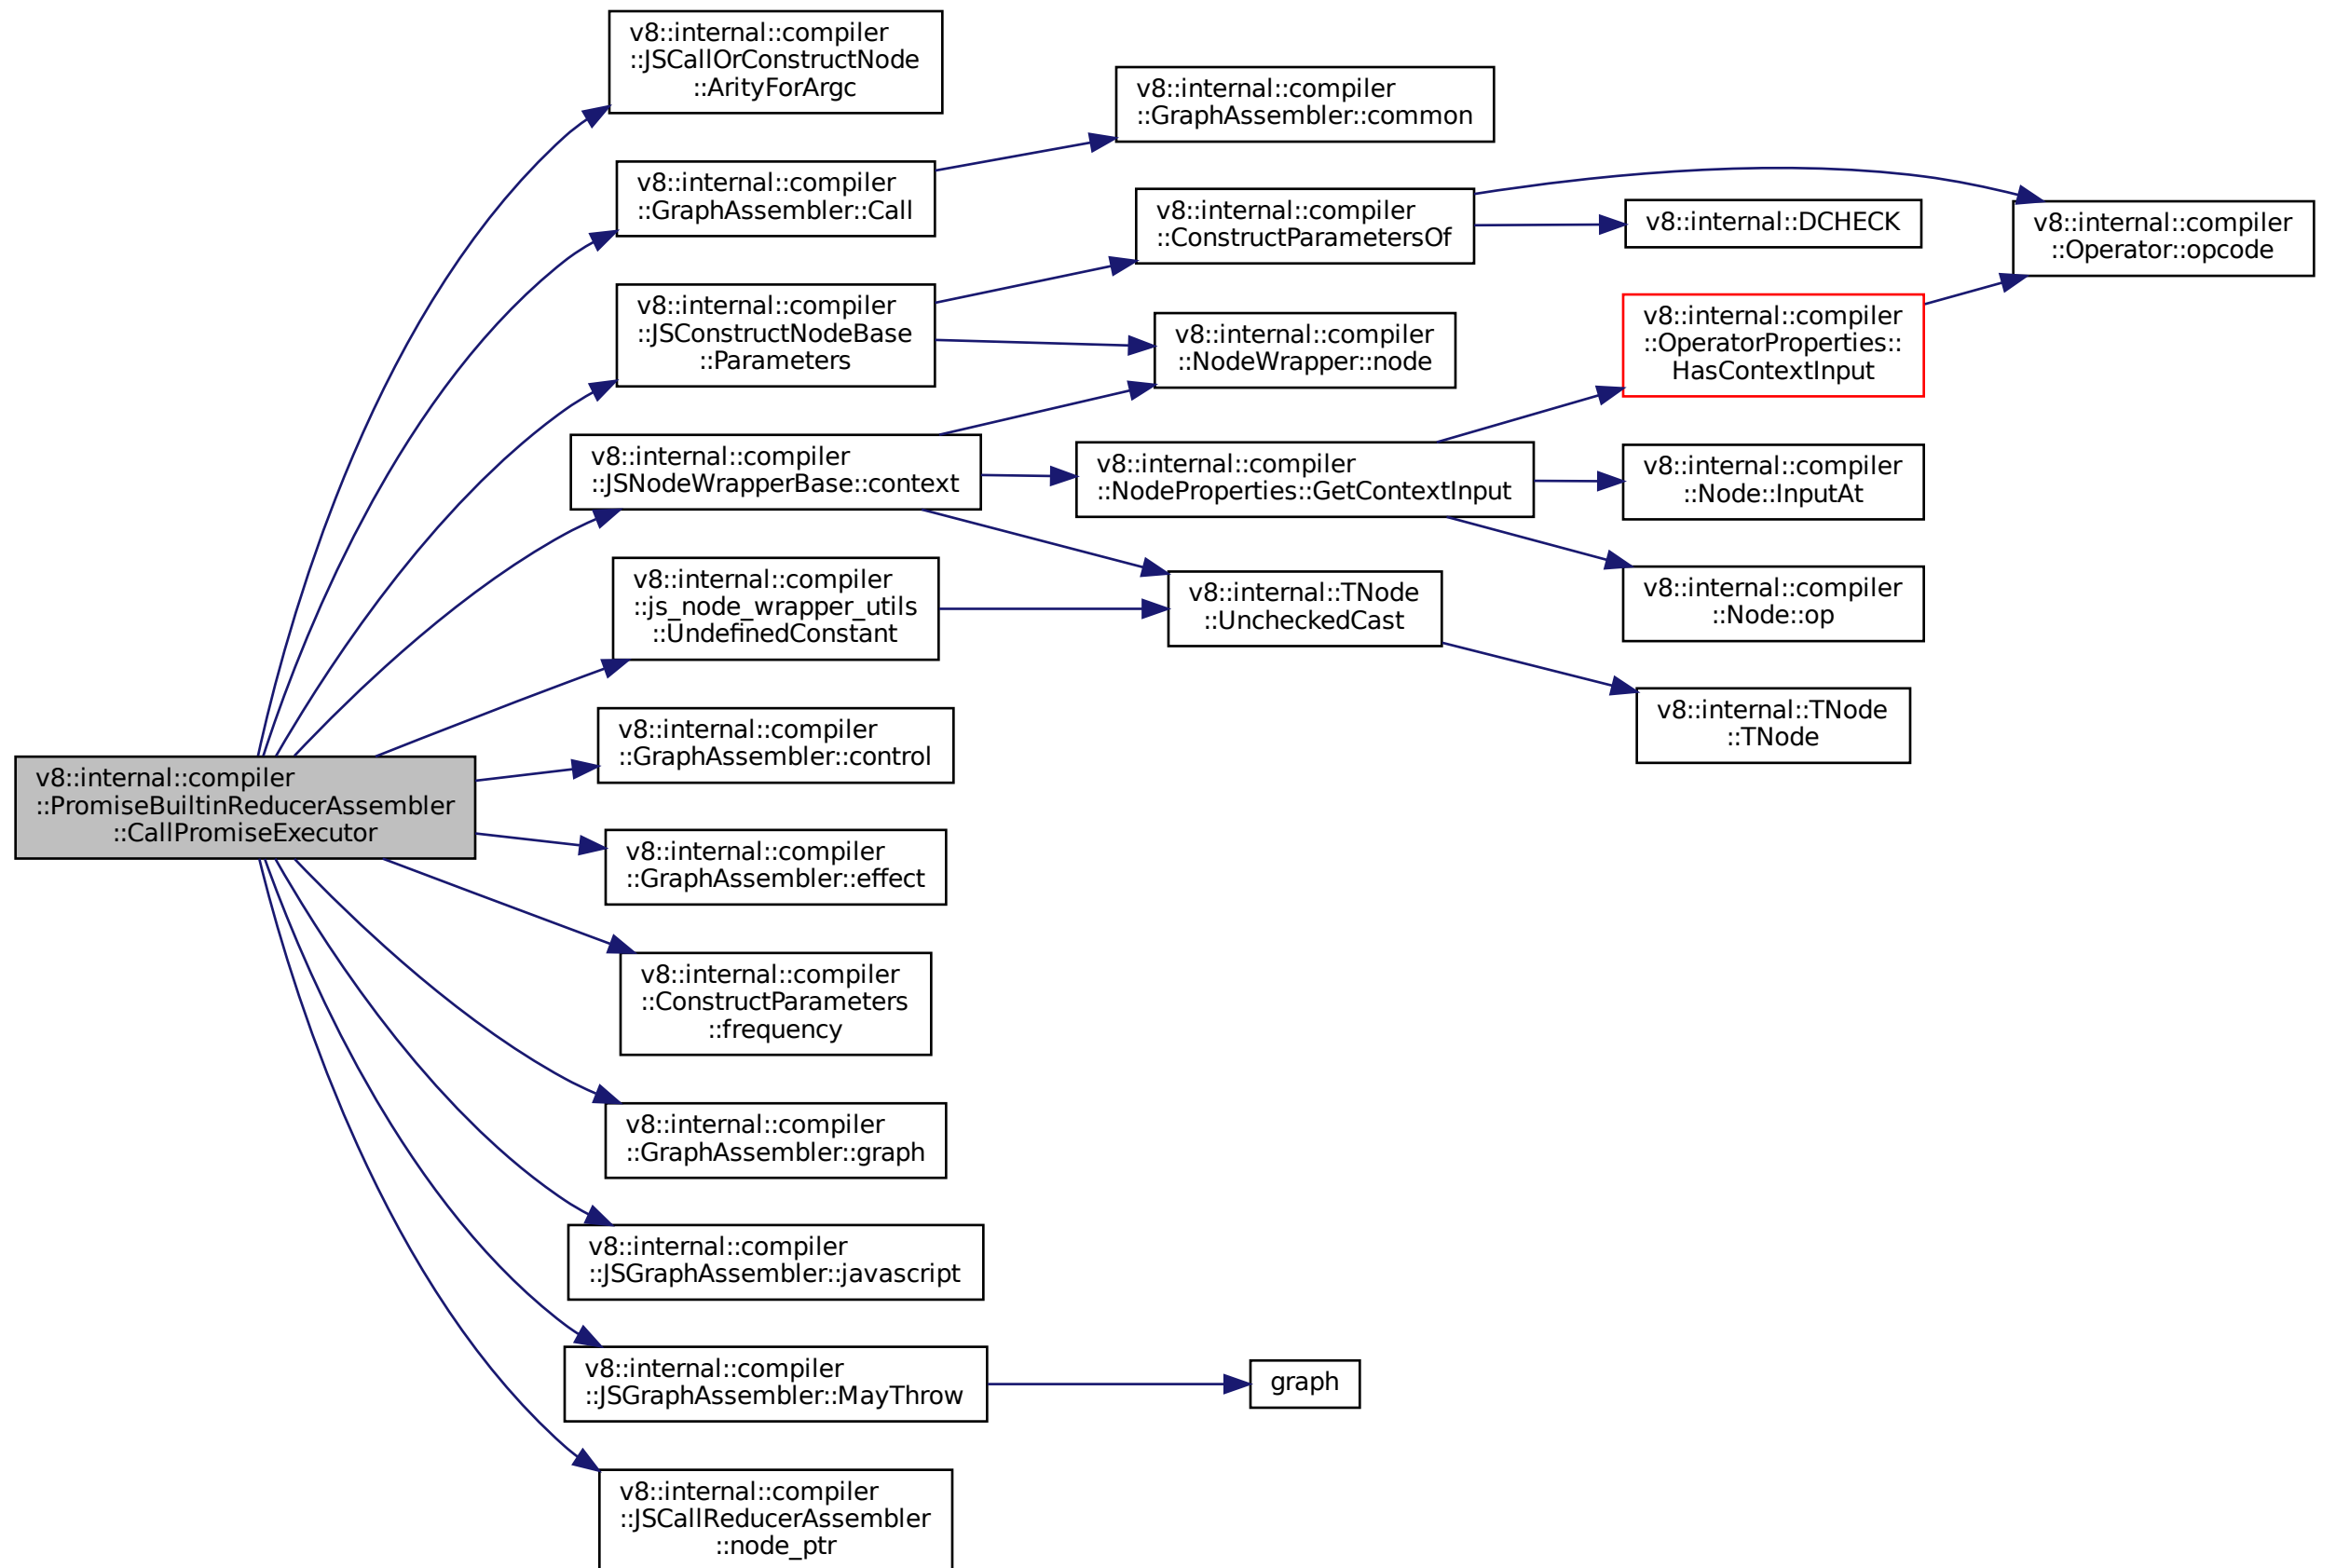 v8::internal::compiler
::JSCallOrConstructNode
::ArityForArgc
v8::internal::compiler
::GraphAssembler::common
v8::internal::compiler
::GraphAssembler::Call
v8::internal::compiler
::ConstructParametersOf
v8::internal::DCHECK
v8::internal::compiler
::Operator::opcode
v8::internal::compiler
::JSConstructNodeBase
::Parameters
v8::internal::compiler
::NodeWrapper::node
v8::internal::compiler
::OperatorProperties::
HasContextInput
v8::internal::compiler
::JSNodeWrapperBase::context
v8::internal::compiler
::NodeProperties::GetContextInput
v8::internal::compiler
::Node::InputAt
v8::internal::compiler
::js_node_wrapper_utils
::UndefinedConstant
v8::internal::TNode
::UncheckedCast
v8::internal::compiler
::Node::op
v8::internal::TNode
::TNode
v8::internal::compiler
::GraphAssembler::control
v8::internal::compiler
::PromiseBuiltinReducerAssembler
::CallPromiseExecutor
v8::internal::compiler
::GraphAssembler::effect
v8::internal::compiler
::ConstructParameters
::frequency
v8::internal::compiler
::GraphAssembler::graph
v8::internal::compiler
::JSGraphAssembler::javascript
v8::internal::compiler
::JSGraphAssembler::MayThrow
graph
v8::internal::compiler
::JSCallReducerAssembler
::node_ptr